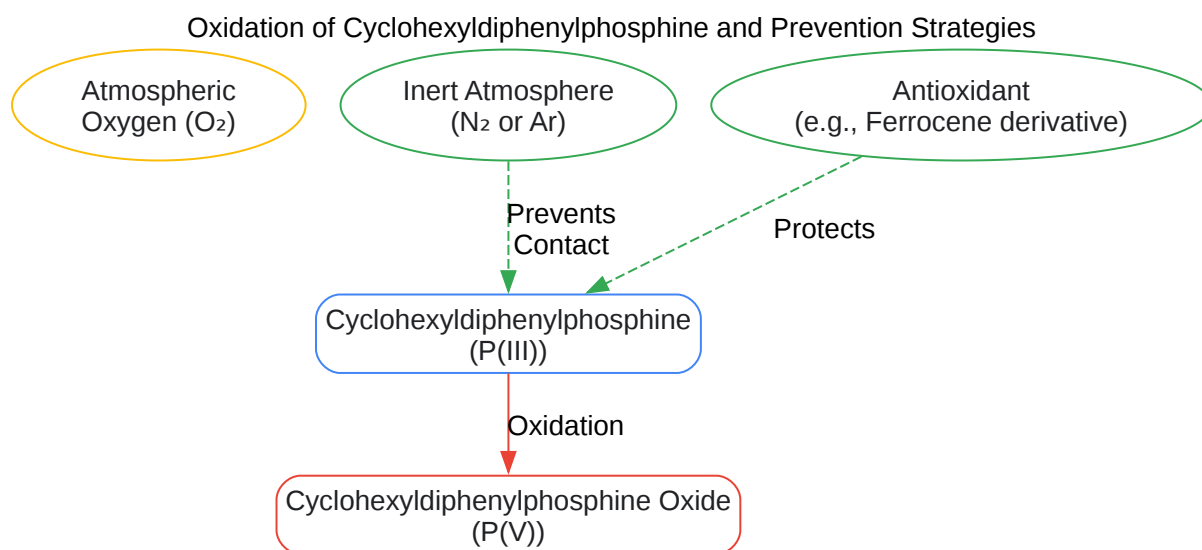 Oxidation of Cyclohexyldiphenylphosphine and Prevention Strategies
Atmospheric
Oxygen (O₂)
Inert Atmosphere
(N₂ or Ar)
Antioxidant
(e.g., Ferrocene derivative)
Prevents
Contact
Protects
Cyclohexyldiphenylphosphine
(P(III))
Oxidation
Cyclohexyldiphenylphosphine Oxide
(P(V))